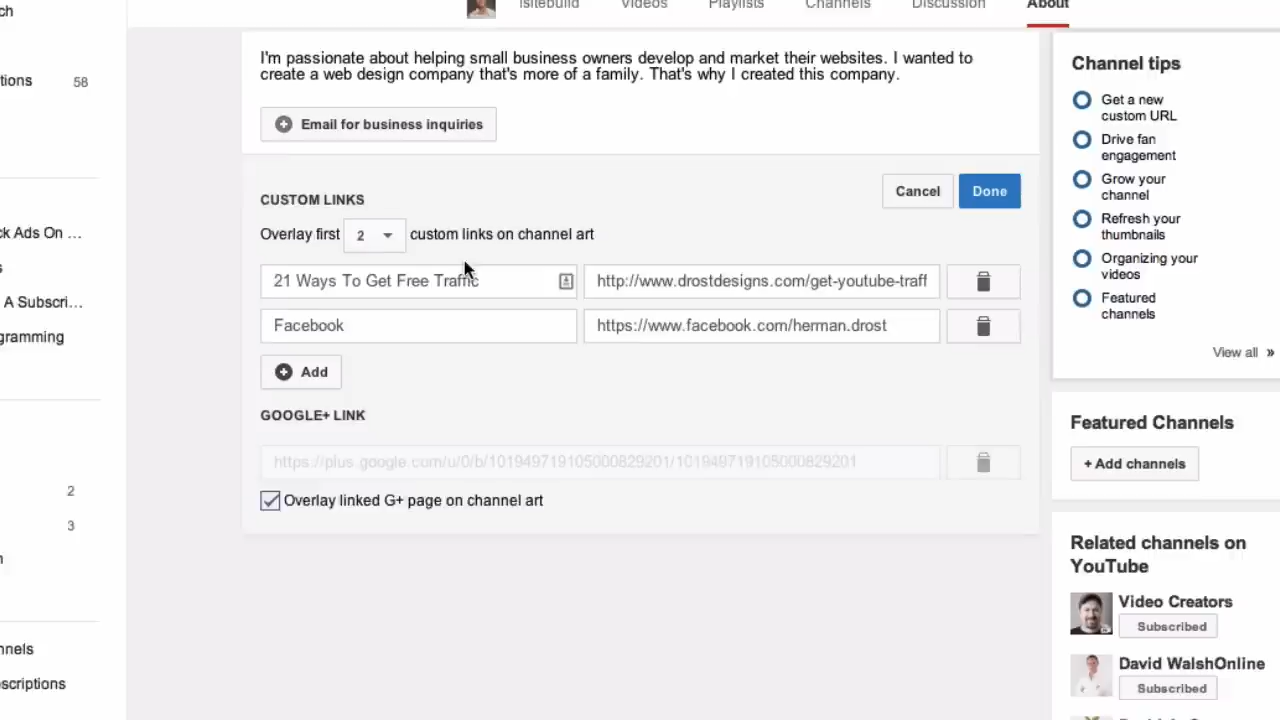 ch
tions 58
ck Ads On ...
s
A Subscri...
gramming
2
3
n
nnels
scriptions
Isitebuild Videos Playlists Channels Discussion About
I'm passionate about helping small business owners develop and market their websites. I wanted to
create a web design company that's more of a family. That's why I created this company.
Email for business inquiries
CUSTOM LINKS
Cancel Done
Overlay first 2 custom links on channel art
21 Ways To Get Free Traffic http://www.drostdesigns.com/get-youtube-traff
Facebook https://www.facebook.com/herman.drost
Add
GOOGLE+ LINK
https://plus.google.com/u/0/b/101949719105000829201/101949719105000829201
Overlay linked G+ page on channel art
Channel tips
Get a new
custom URL
Drive fan
engagement
Grow your
channel
Refresh your
thumbnails
Organizing your
videos
Featured
channels
View all »
Featured Channels
+ Add channels
Related channels on
YouTube
Video Creators
Subscribed
David WalshOnline
Subscribed